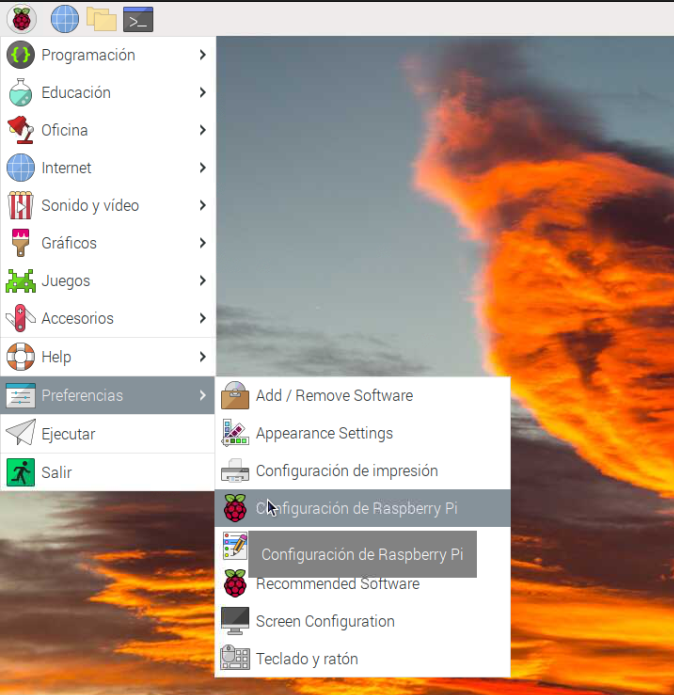 Programación
Educación
Oficina
Internet
Sonido y vídeo
Gráficos
Juegos
Accesorios
Help
Preferencias
Ejecutar
Salir
Add / Remove Software
Appearance Settings
Configuración de impresión
Configuración de Raspberry Pi
Configuración de Raspberry Pi
Recommended Software
Screen Configuration
Teclado y ratón